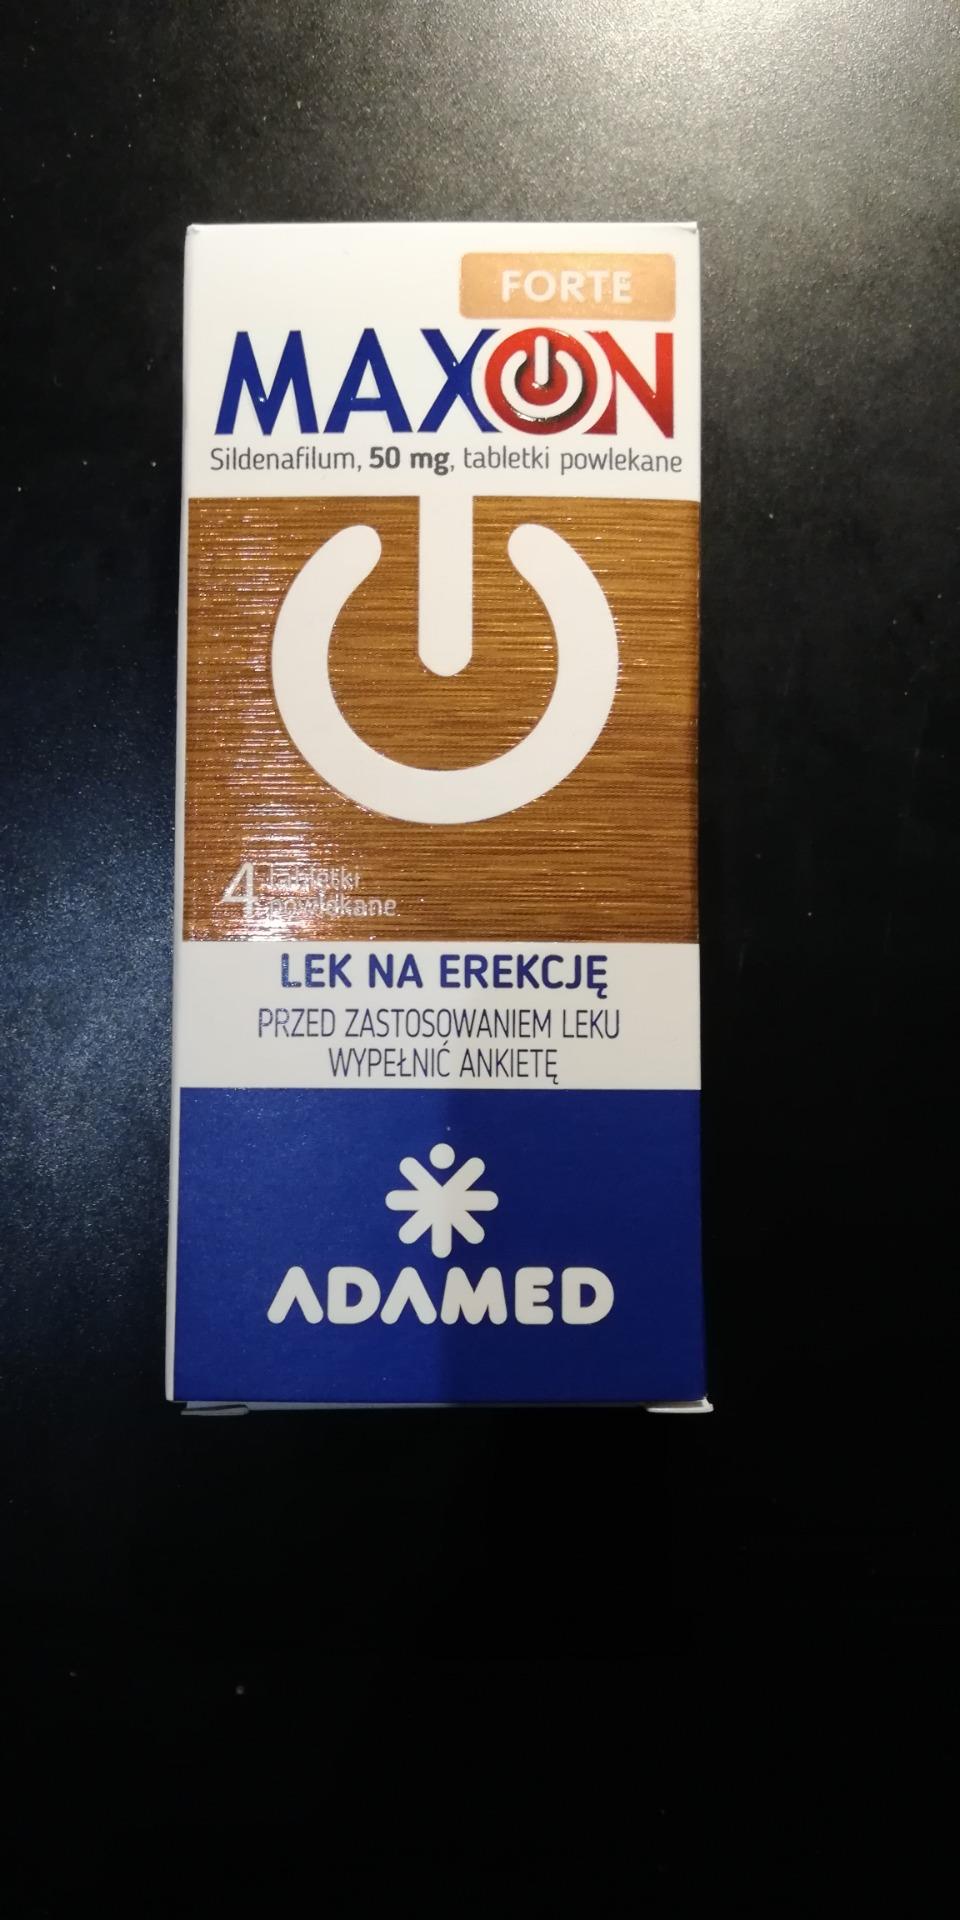 FORTE
MAXON
Sildenafilum, 50 mg, tabletki powlekane
4 tabletki
powlekane
LEK NA EREKCJĘ
PRZED ZASTOSOWANIEM LEKU
WYPEŁNIĆ ANKIETĘ
ADAMED